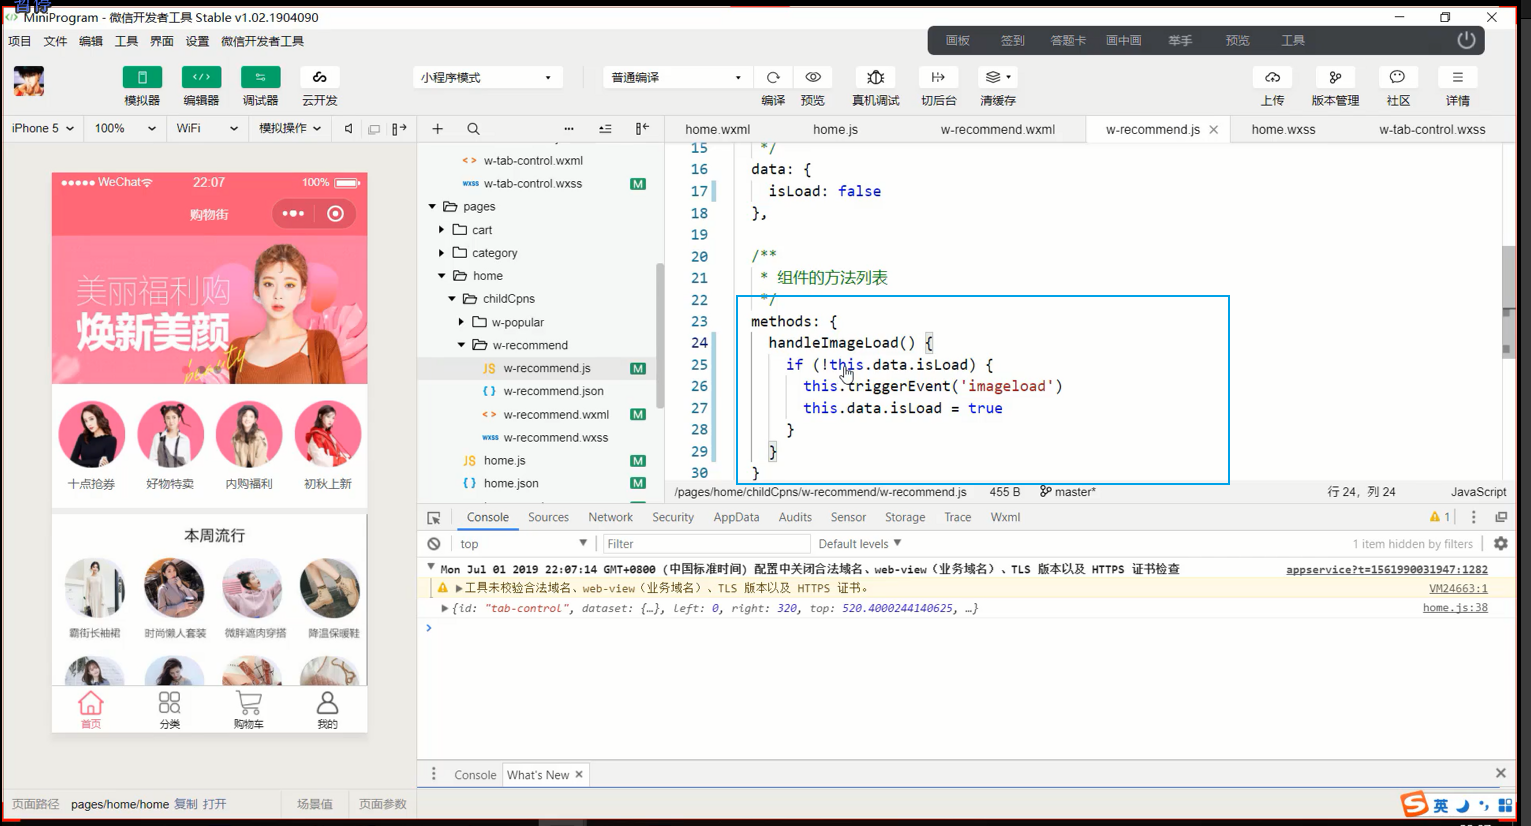 暂停
MiniProgram - 微信开发者工具 Stable v1.02.1904090
项目 文件 编辑 工具 界面 设置 微信开发者工具
画板 签到 答题卡 画中画 举手 预览 工具
小程序模式 普通编译
模拟器 编辑器 调试器 云开发 编译 预览 真机调试 切后台 清缓存 上传 版本管理 社区 详情
iPhone 5 100% WiFi 模拟操作
home.wxml home.js w-recommend.wxml w-recommend.js home.wxss w-tab-control.wxss
WeChat 22:07 100%
购物街
美丽福利购
焕新美颜
beauty
十点抢券 好物特卖 内购福利 初秋上新
本周流行
霸街长袖裙 时尚懒人套装 微胖遮肉穿搭 降温保暖鞋
首页 分类 购物车 我的
页面路径 pages/home/home 复制 打开 场景值 页面参数
<> w-tab-control.wxml
wxss w-tab-control.wxss M
pages
cart
category
home
childCpns
w-popular
w-recommend
JS w-recommend.js M
{ } w-recommend.json
<> w-recommend.wxml M
wxss w-recommend.wxss
JS home.js M
{ } home.json M
15 */
16 data: {
17 isLoad: false
18 },
19
20 /**
21 * 组件的方法列表
22 */
23 methods: {
24 handleImageLoad() {
25 if (!this.data.isLoad) {
26 this.triggerEvent('imageload')
27 this.data.isLoad = true
28 }
29 }
30 }
/pages/home/childCpns/w-recommend/w-recommend.js 455 B master* 行 24，列 24 JavaScript
Console Sources Network Security AppData Audits Sensor Storage Trace Wxml 1
top Filter Default levels 1 item hidden by filters
Mon Jul 01 2019 22:07:14 GMT+0800 (中国标准时间) 配置中关闭合法域名、web-view（业务域名）、TLS 版本以及 HTTPS 证书检查 appservice?t=1561990031947:1282
工具未校验合法域名、web-view（业务域名）、TLS 版本以及 HTTPS 证书。 VM24663:1
{id: "tab-control", dataset: {…}, left: 0, right: 320, top: 520.4000244140625, …} home.js:38
Console What's New
英